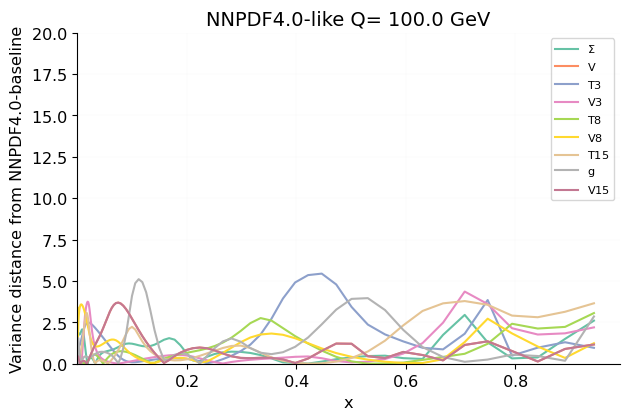 NNPDF4.0-like Q= 100.0 GeV
Variance distance from NNPDF4.0-baseline
20.0
17.5
15.0
12.5
10.0
7.5
5.0
2.5
0.0
0.2
0.4
0.6
0.8
x
Σ
V
T3
V3
T8
V8
T15
g
V15